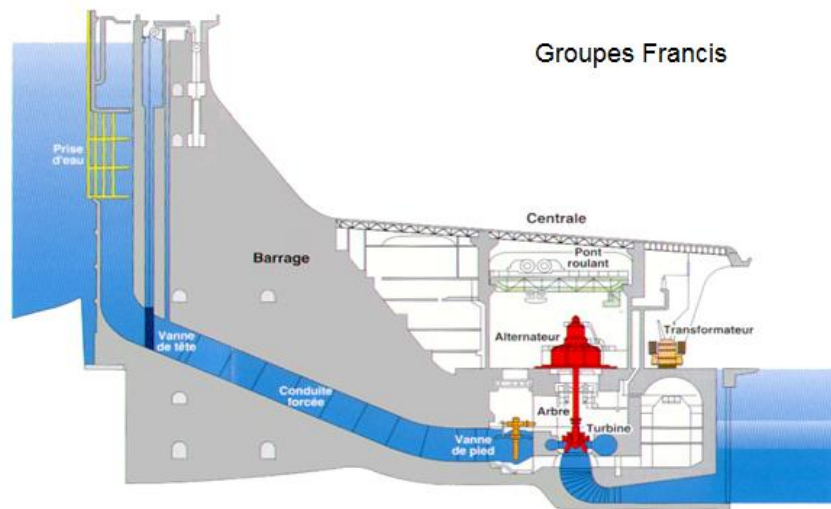 Groupes Francis
Prise
d'eau
Centrale
Pont
roulant
Barrage
Transformateur
Alternateur
Vanne
de tête
Conduite
forcée
Arbre
Turbine
Vanne
de pied